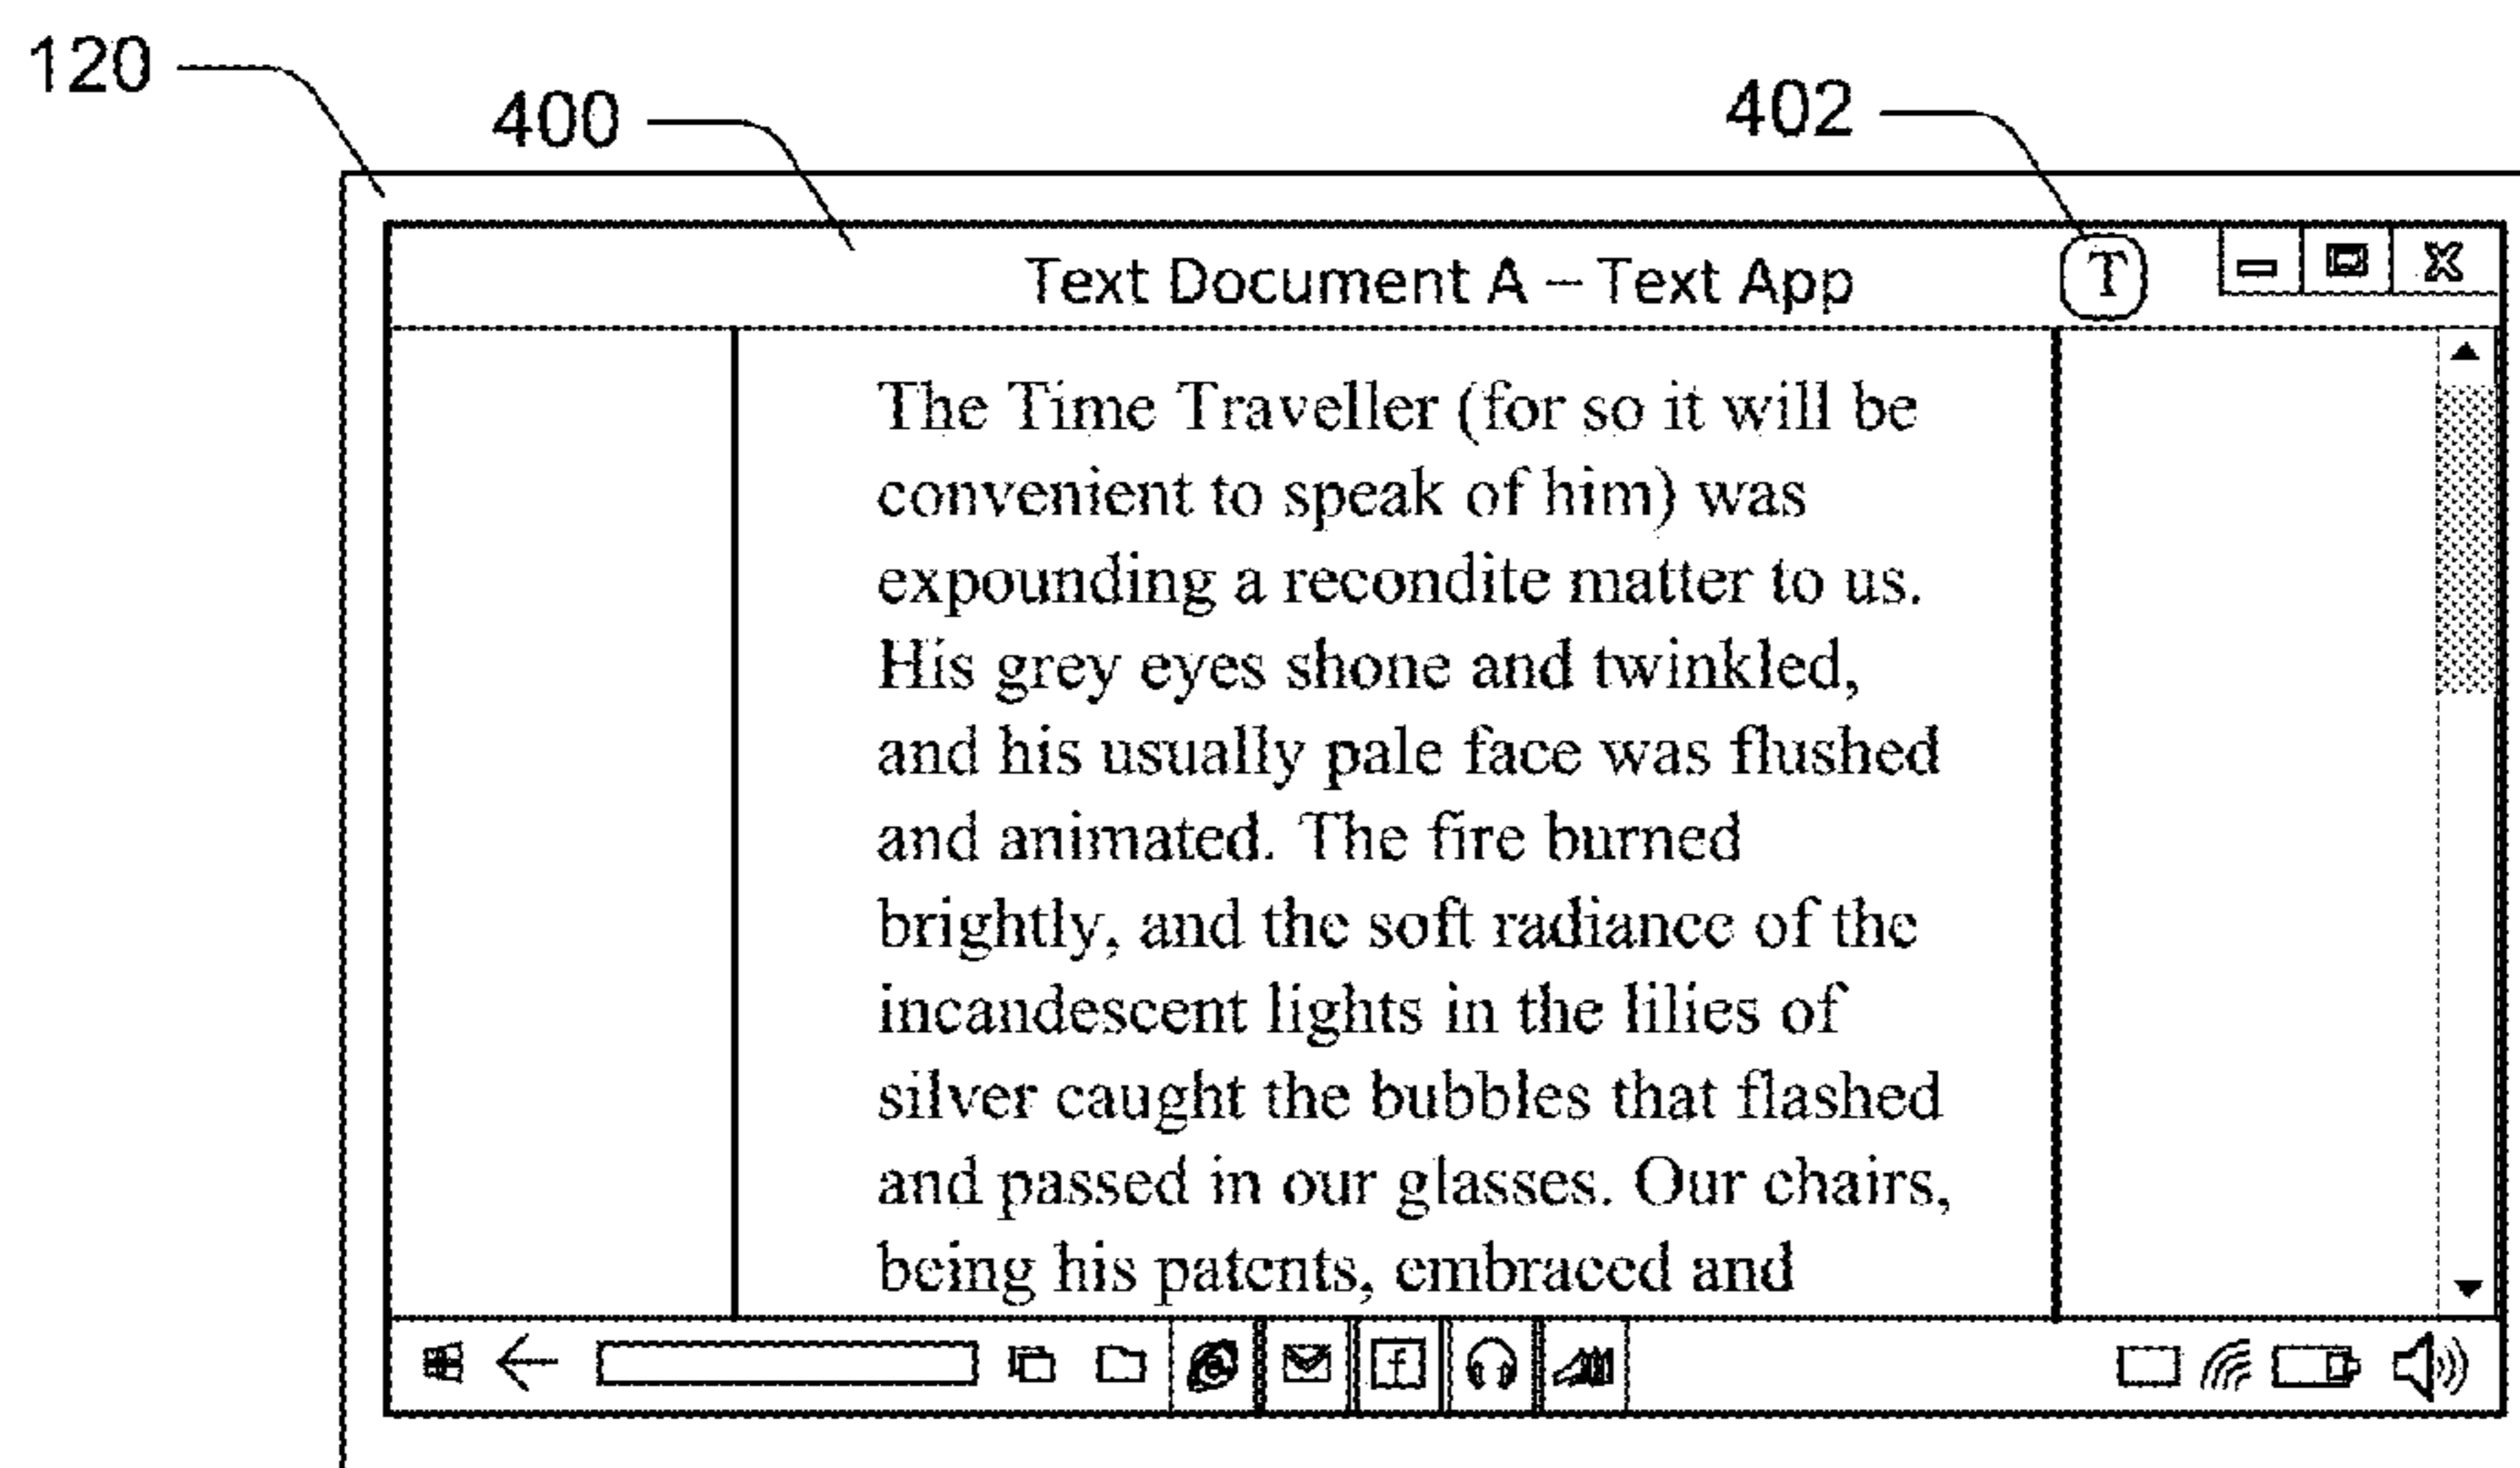 120
400
402
Text Document A – Text App
T
The Time Traveller (for so it will be
convenient to speak of him) was
expounding a recondite matter to us.
His grey eyes shone and twinkled,
and his usually pale face was flushed
and animated. The fire burned
brightly, and the soft radiance of the
incandescent lights in the lilies of
silver caught the bubbles that flashed
and passed in our glasses. Our chairs,
being his patents, embraced and
f